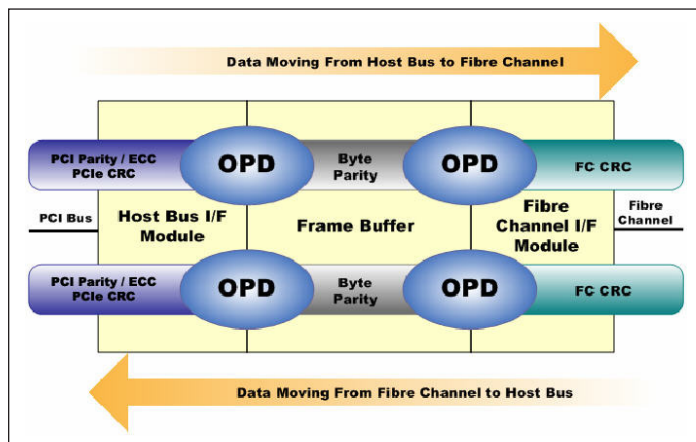 Data Moving From Host Bus to Fibre Channel
PCI Parity / ECC
PCIe CRC
OPD
Byte
Parity
OPD
FC CRC
PCI Bus
Host Bus I/F
Module
Frame Buffer
Fibre
Channel I/F
Module
Fibre
Channel
PCI Parity / ECC
PCIe CRC
OPD
Byte
Parity
OPD
FC CRC
Data Moving From Fibre Channel to Host Bus